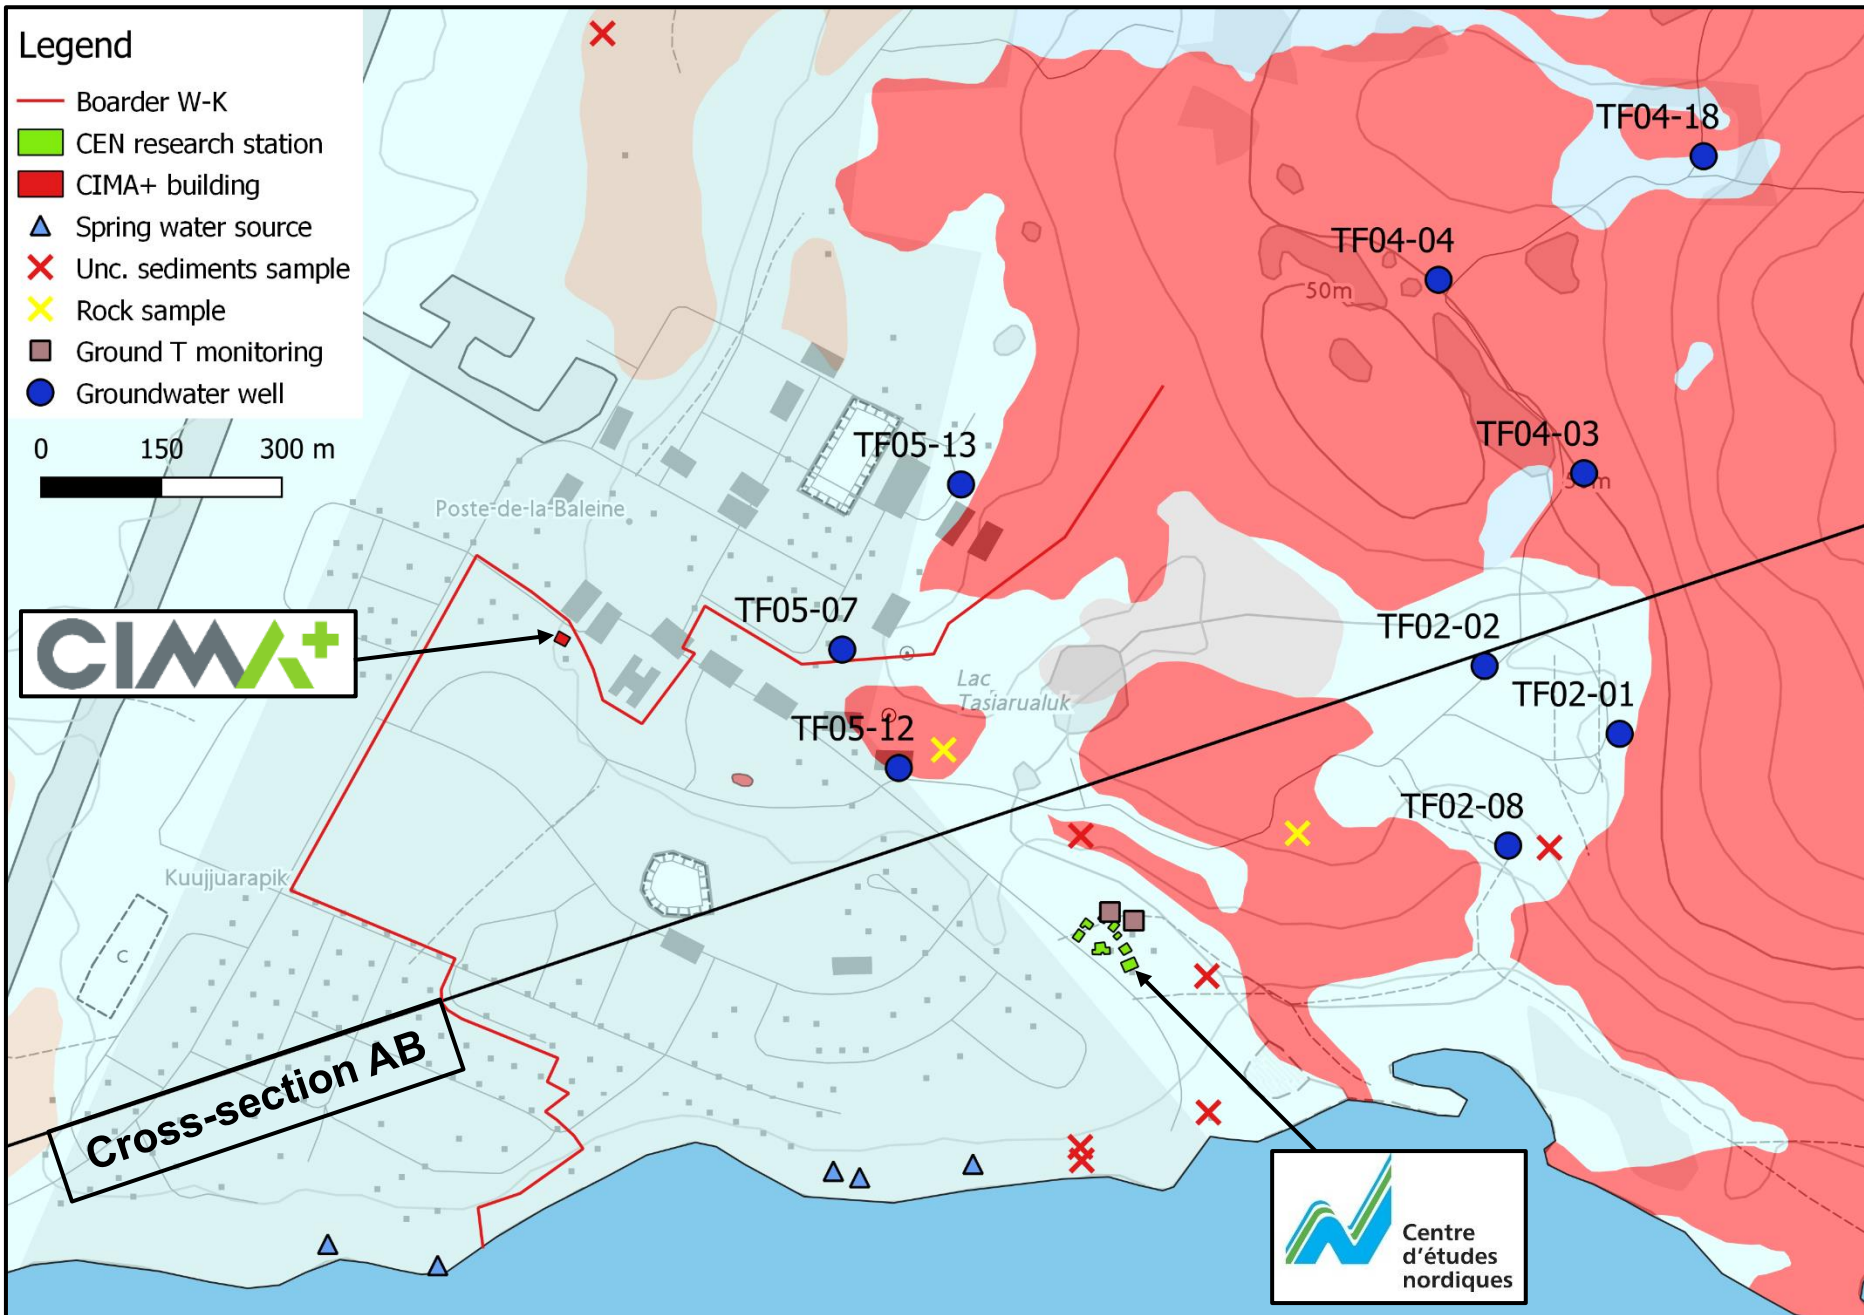 Legend
Boarder W-K
CEN research station
CIMA+ building
Spring water source
Unc. sediments sample
Rock sample
Ground T monitoring
Groundwater well
0 150 300 m
TF04-18
TF04-04
50m
TF04-03
TF05-13
Poste-de-la-Baleine
CIMA+
TF05-07
TF02-02
Lac
Tasiarualuk
TF02-01
TF05-12
TF02-08
Kuujjuarapik
C
Cross-section AB
Centre
d'études
nordiques